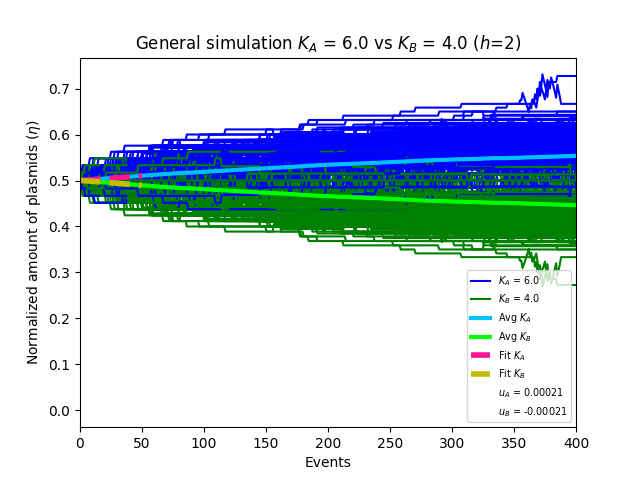 General simulation K_A = 6.0 vs K_B = 4.0 (h=2)
Normalized amount of plasmids (η)
0.7
0.6
0.5
0.4
0.3
0.2
0.1
0.0
K_A = 6.0
K_B = 4.0
Avg K_A
Avg K_B
Fit K_A
Fit K_B
u_A = 0.00021
u_B = -0.00021
0 50 100 150 200 250 300 350 400
Events